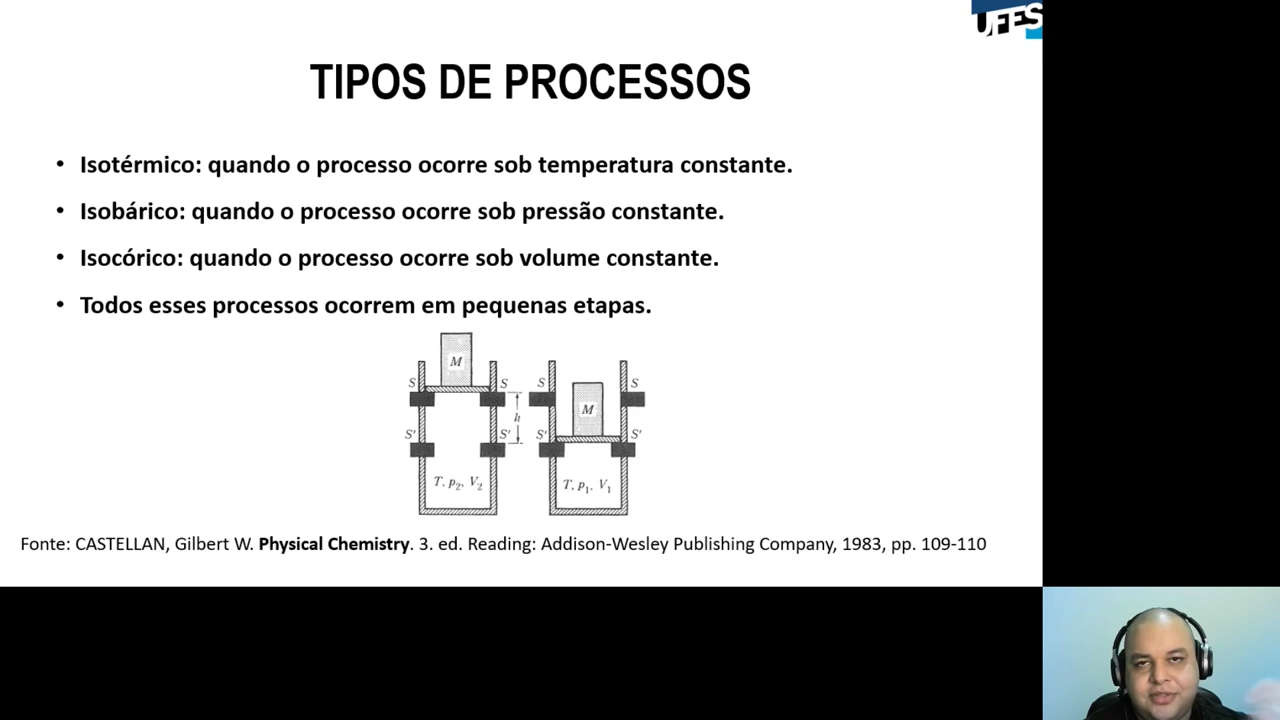 UFES
TIPOS DE PROCESSOS
• Isotérmico: quando o processo ocorre sob temperatura constante.
• Isobárico: quando o processo ocorre sob pressão constante.
• Isocórico: quando o processo ocorre sob volume constante.
• Todos esses processos ocorrem em pequenas etapas.
M
S S S M S
h
S' S' S' S'
T, p₂, V₂ T, p₁, V₁
Fonte: CASTELLAN, Gilbert W. Physical Chemistry. 3. ed. Reading: Addison-Wesley Publishing Company, 1983, pp. 109-110